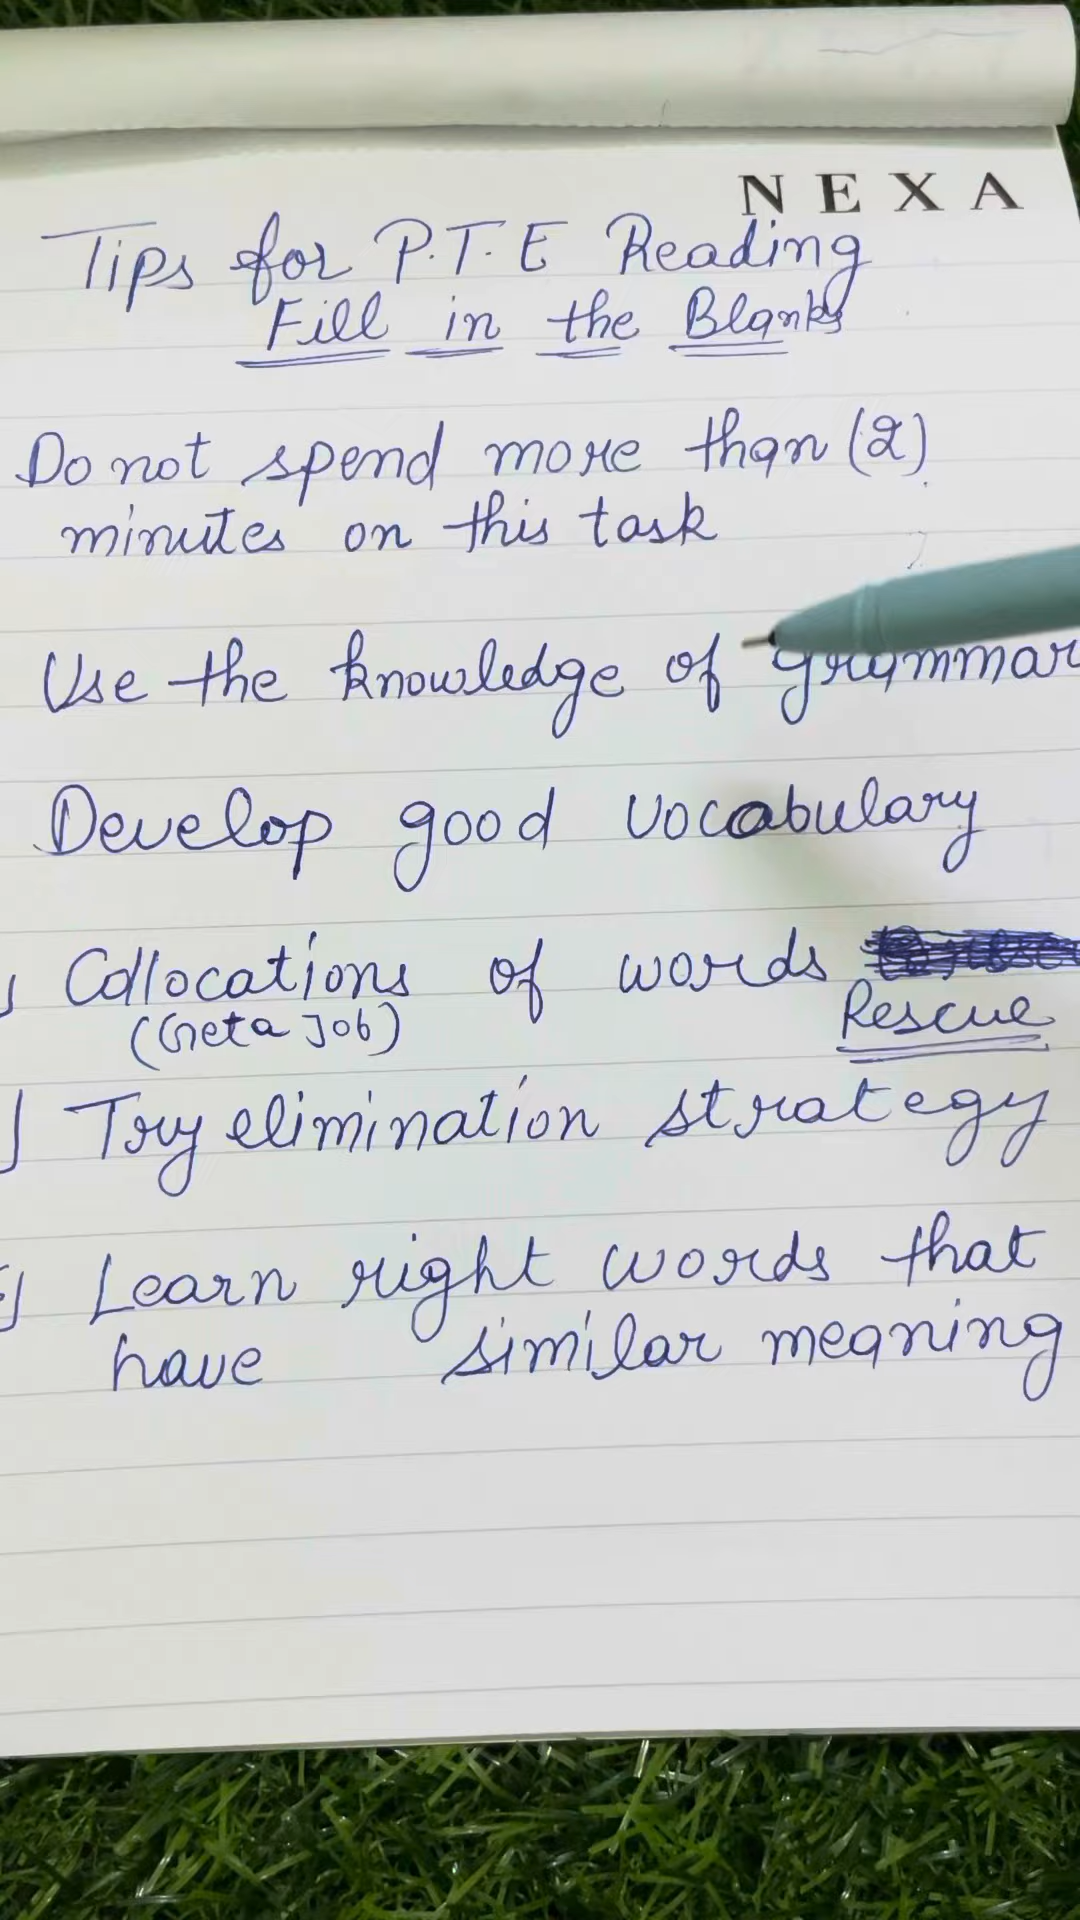 NEXA
Tips for P.T.E Reading
Fill in the Blanks
Do not spend more than (2)
minutes on this task
Use the knowledge of grammar
Develop good vocabulary
Collocations of words
(Get a Job) Rescue
Try elimination strategy
Learn right words that
have similar meaning